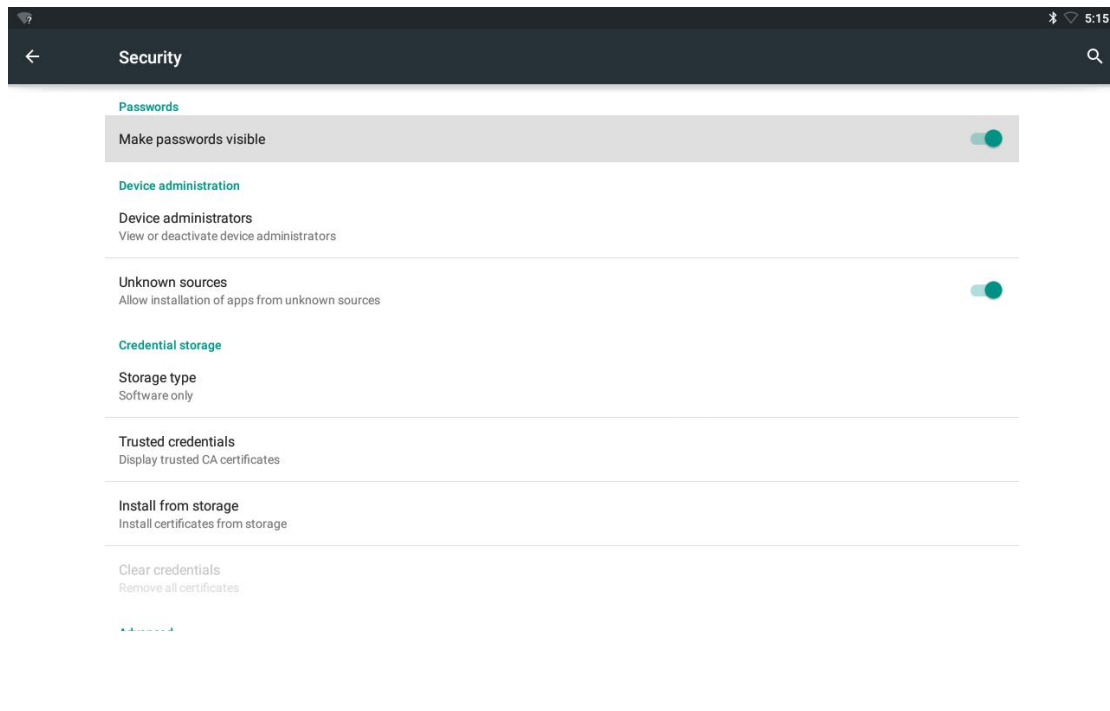 5:15
Security
Passwords
Make passwords visible
Device administration
Device administrators
View or deactivate device administrators
Unknown sources
Allow installation of apps from unknown sources
Credential storage
Storage type
Software only
Trusted credentials
Display trusted CA certificates
Install from storage
Install certificates from storage
Clear credentials
Remove all certificates